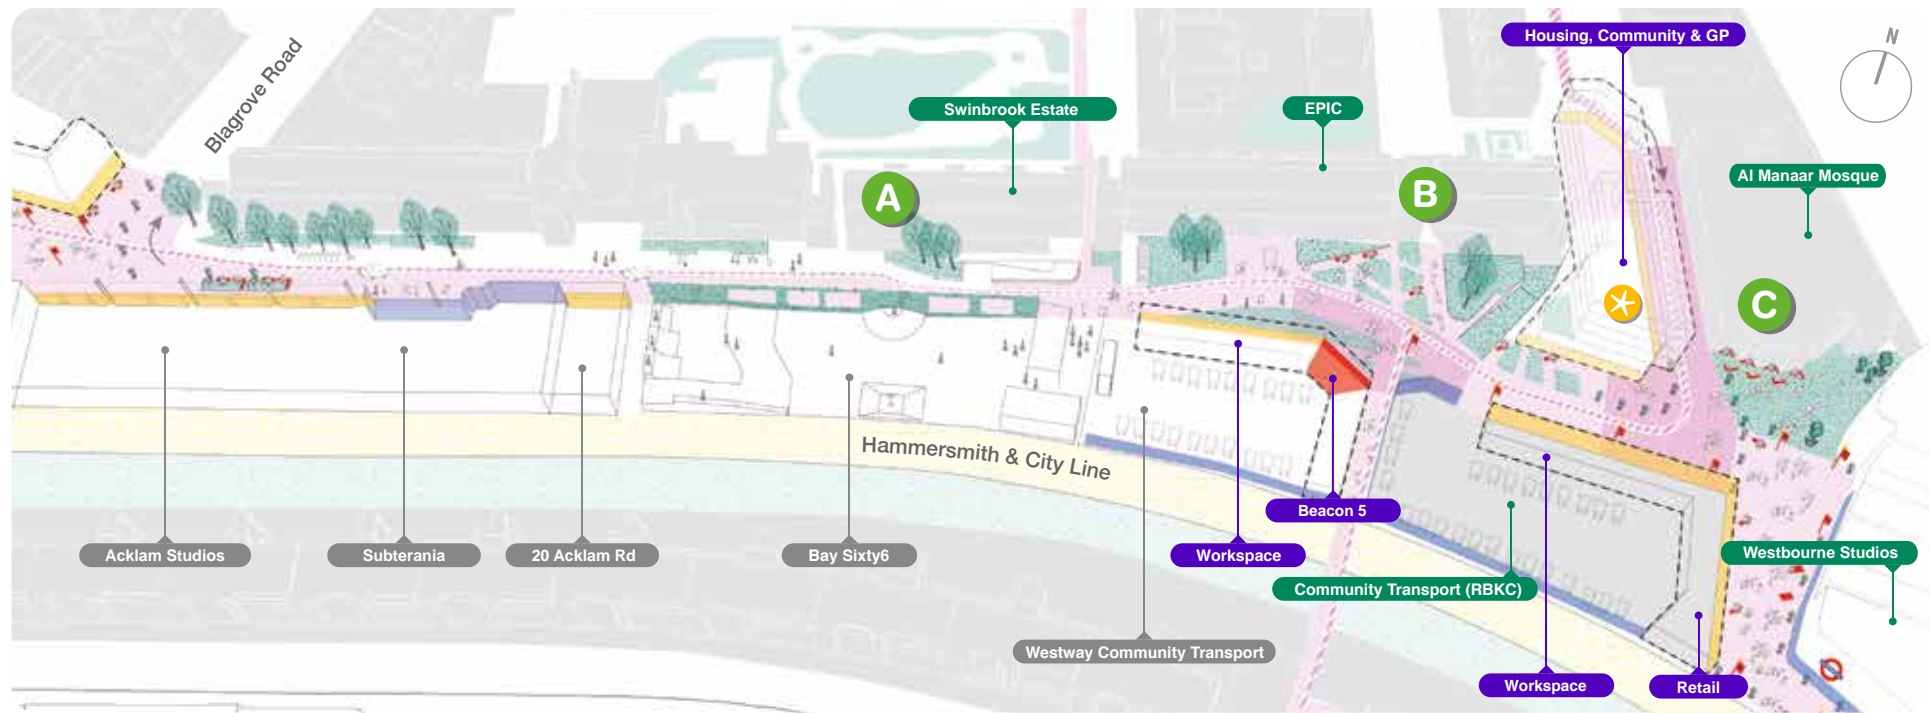 Housing, Community & GP
N
Blagrove Road
Swinbrook Estate
EPIC
Al Manaar Mosque
A
B
C
Hammersmith & City Line
Beacon 5
Acklam Studios
Subterania
20 Acklam Rd
Bay Sixty6
Workspace
Westbourne Studios
Community Transport (RBKC)
Westway Community Transport
Workspace
Retail